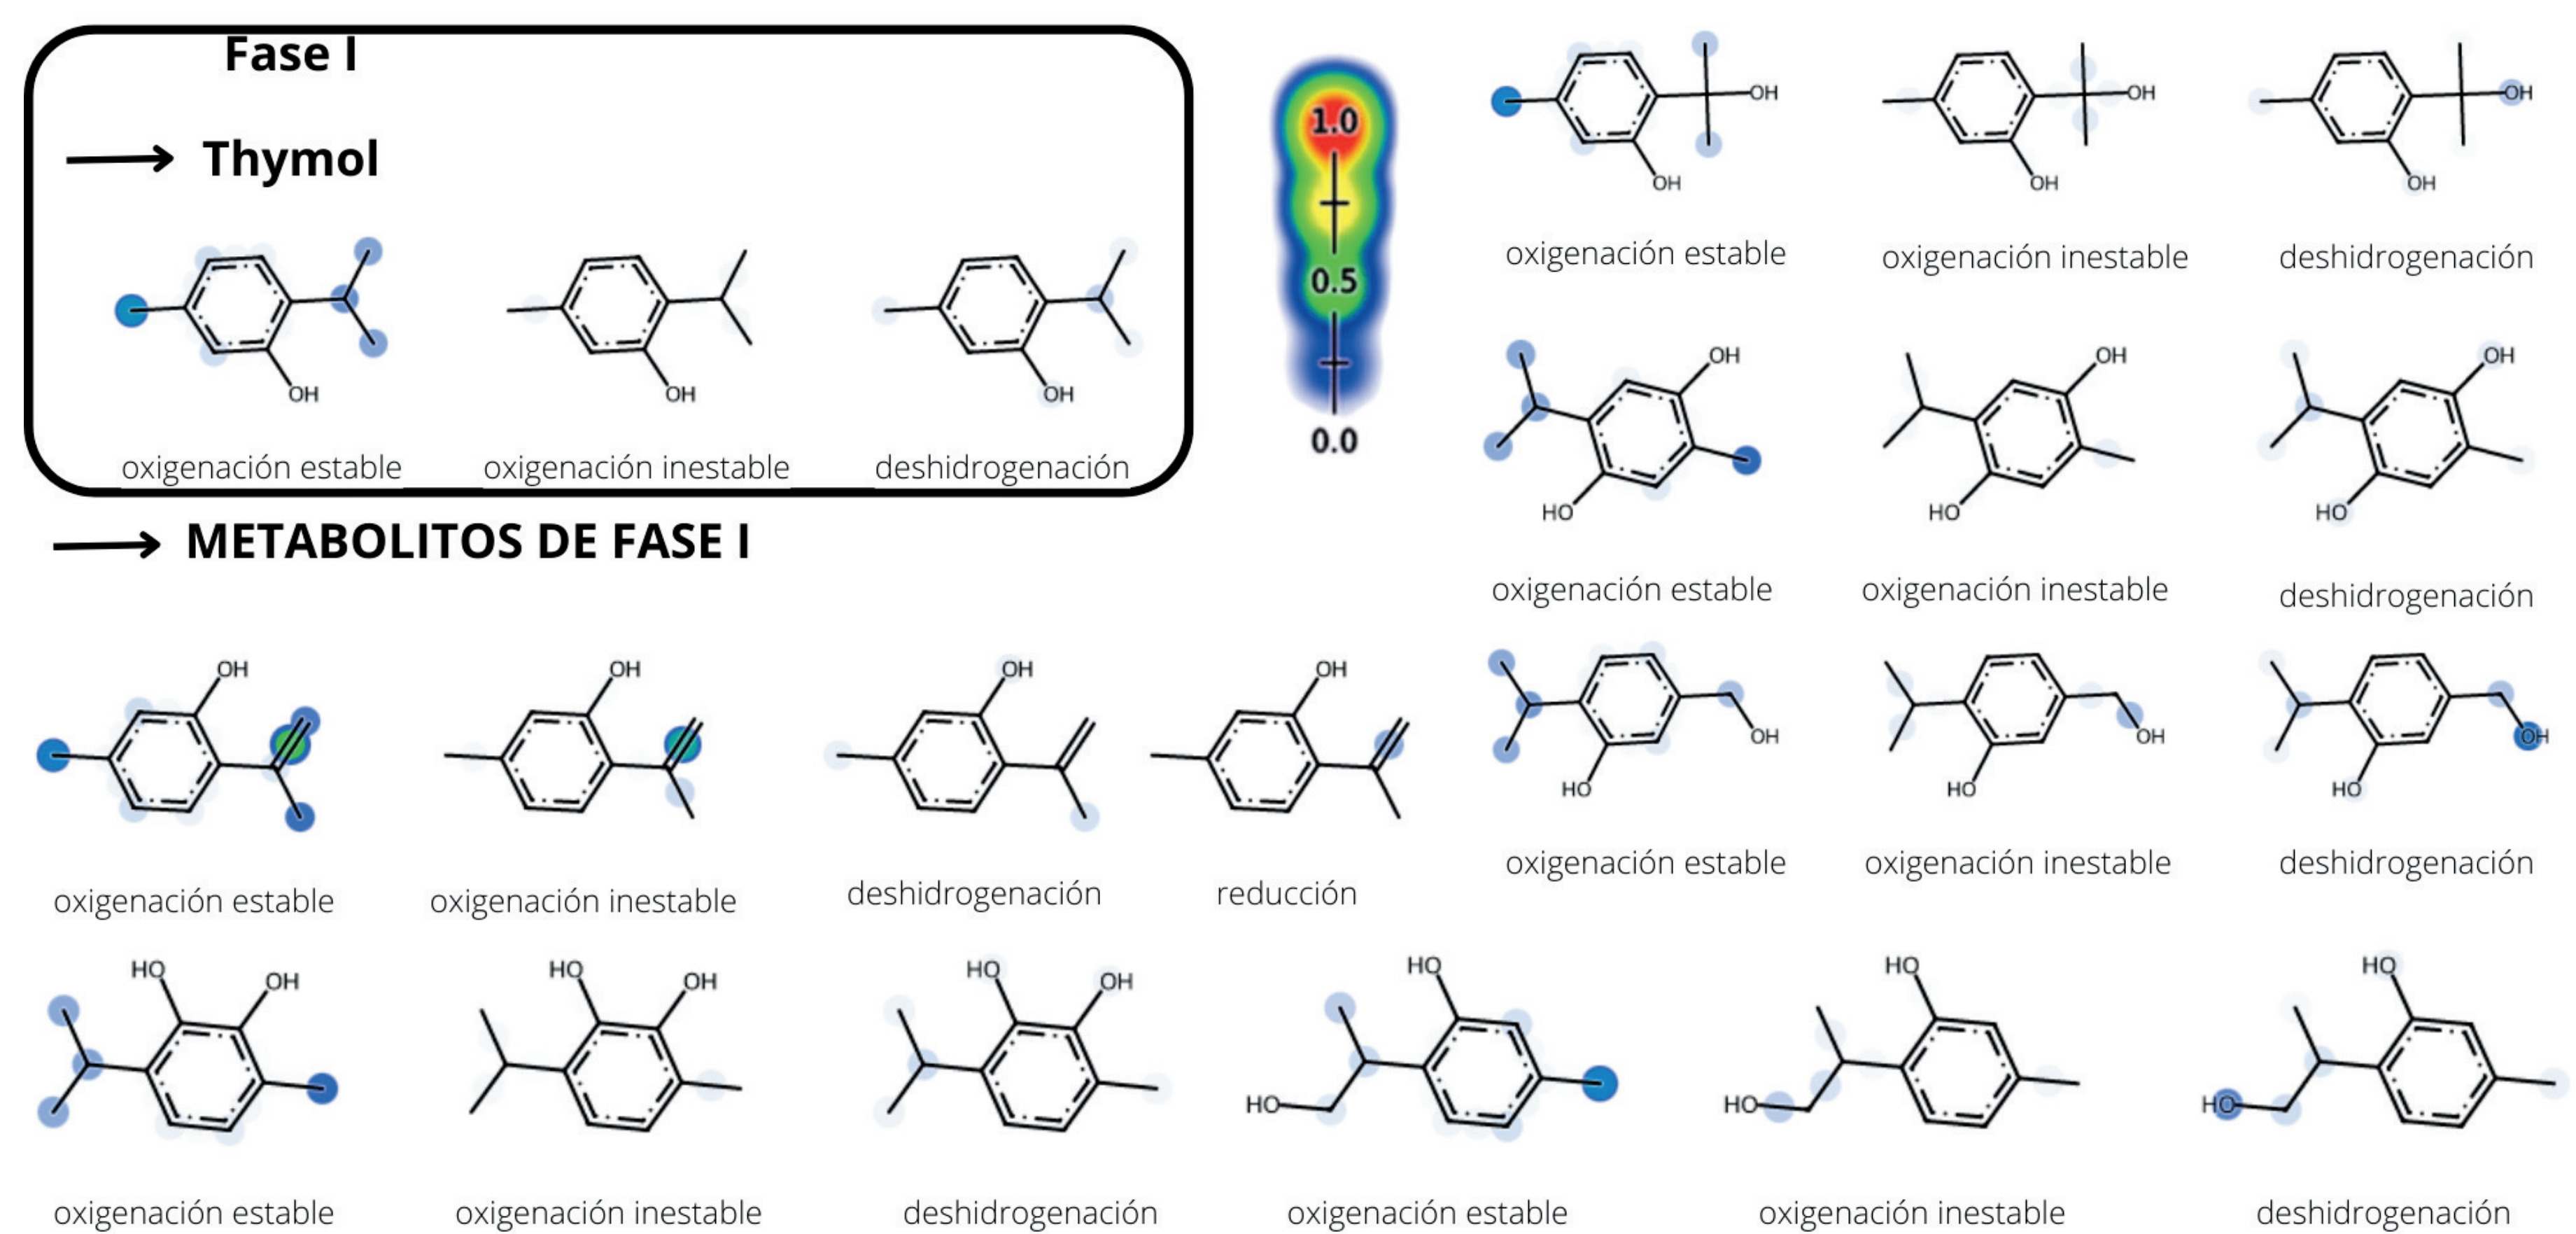 Fase I
Thymol
oxigenación estable oxigenación inestable deshidrogenación
OH OH OH
1.0
0.5
0.0
METABOLITOS DE FASE I
OH OH OH
OH OH OH
oxigenación estable oxigenación inestable deshidrogenación
OH OH OH
HO HO HO
oxigenación estable oxigenación inestable deshidrogenación
OH OH OH OH
oxigenación estable oxigenación inestable deshidrogenación reducción
OH OH OH
HO HO HO
oxigenación estable oxigenación inestable deshidrogenación
HO OH HO OH HO OH
HO HO HO
HO HO HO
oxigenación estable oxigenación inestable deshidrogenación oxigenación estable oxigenación inestable deshidrogenación